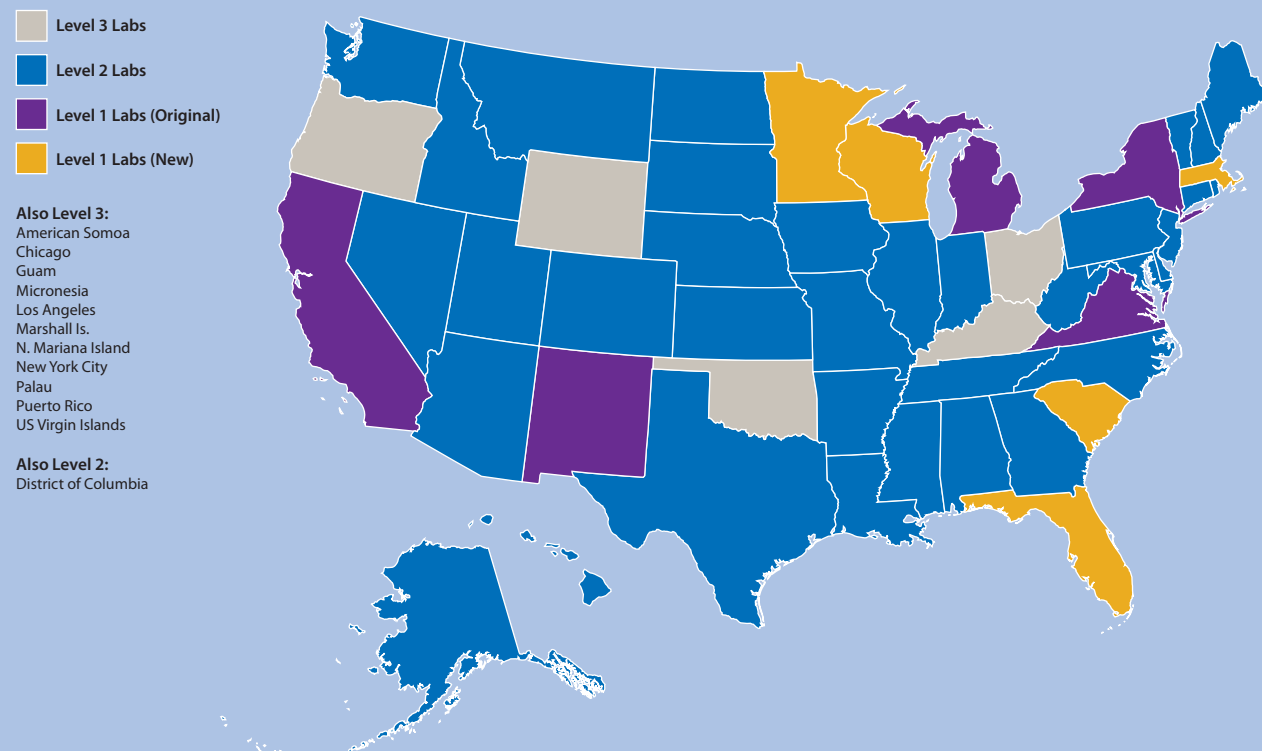 Level 3 Labs
Level 2 Labs
Level 1 Labs (Original)
Level 1 Labs (New)
Also Level 3:
American Somoa
Chicago
Guam
Micronesia
Los Angeles
Marshall Is.
N. Mariana Island
New York City
Palau
Puerto Rico
US Virgin Islands
Also Level 2:
District of Columbia